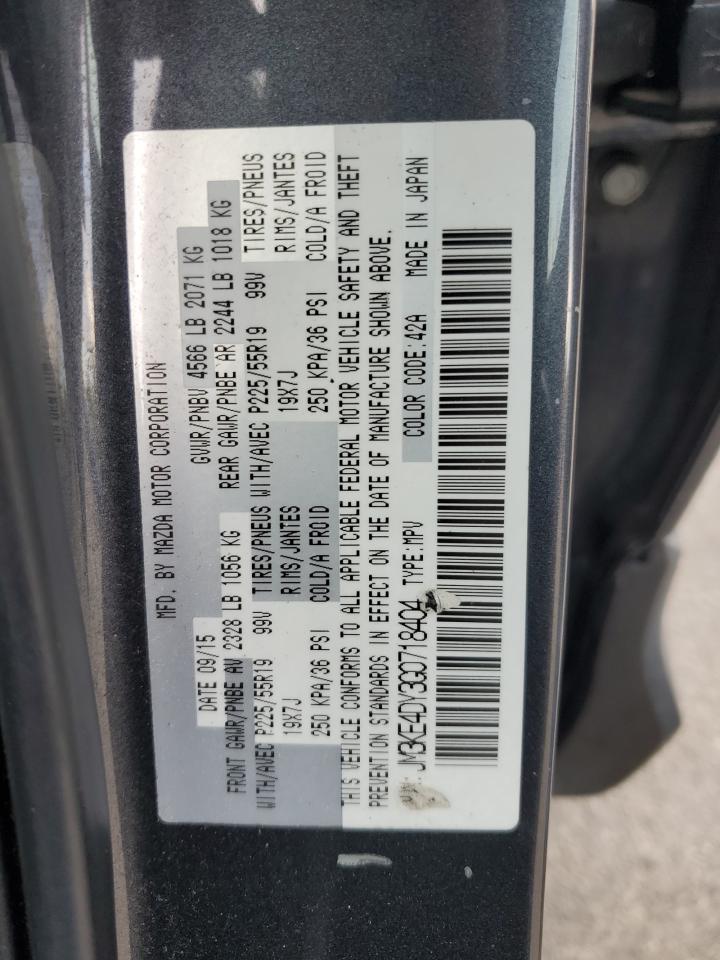 MFD. BY MAZDA MOTOR CORPORATION
DATE 09/15 GVWR/PNBV 4566 LB 2071 KG
FRONT GAWR/PNBE AV 2328 LB 1056 KG REAR GAWR/PNBE AR 2244 LB 1018 KG
WITH/AVEC P225/55R19 99V TIRES/PNEUS WITH/AVEC P225/55R19 99V TIRES/PNEUS
19X7J RIMS/JANTES 19X7J RIMS/JANTES
250 KPA/36 PSI COLD/A FROID 250 KPA/36 PSI COLD/A FROID
THIS VEHICLE CONFORMS TO ALL APPLICABLE FEDERAL MOTOR VEHICLE SAFETY AND THEFT
PREVENTION STANDARDS IN EFFECT ON THE DATE OF MANUFACTURE SHOWN ABOVE.
JM3KE4DY3G0718404 TYPE:MPV COLOR CODE:42A MADE IN JAPAN